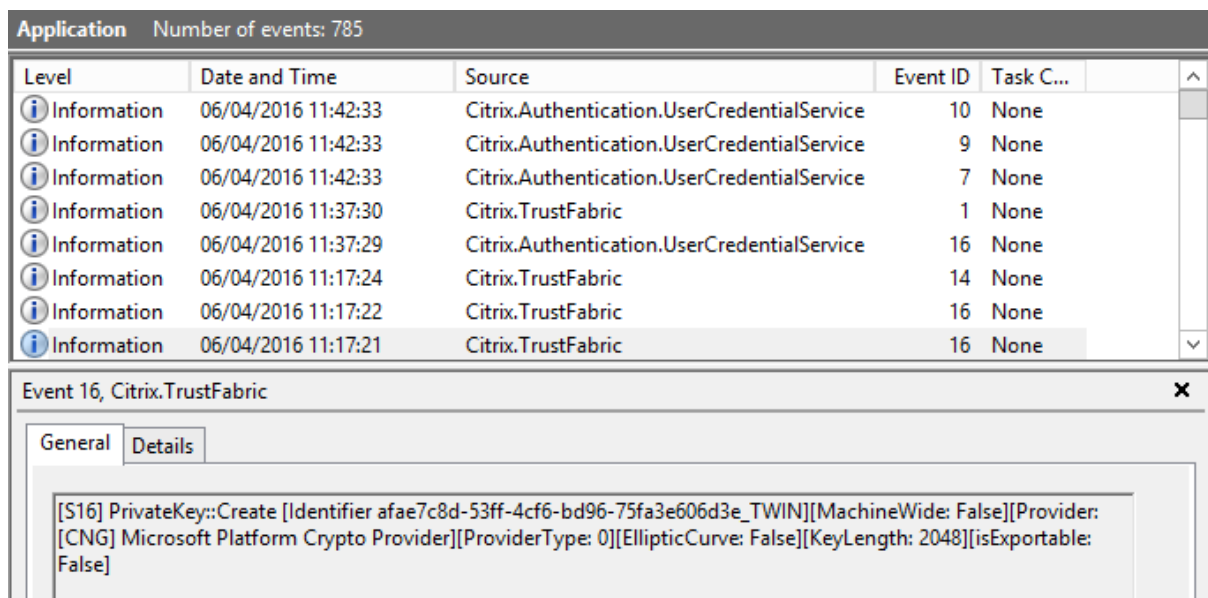 Application Number of events: 785
Level Date and Time Source Event ID Task C...
Information 06/04/2016 11:42:33 Citrix.Authentication.UserCredentialService 10 None
Information 06/04/2016 11:42:33 Citrix.Authentication.UserCredentialService 9 None
Information 06/04/2016 11:42:33 Citrix.Authentication.UserCredentialService 7 None
Information 06/04/2016 11:37:30 Citrix.TrustFabric 1 None
Information 06/04/2016 11:37:29 Citrix.Authentication.UserCredentialService 16 None
Information 06/04/2016 11:17:24 Citrix.TrustFabric 14 None
Information 06/04/2016 11:17:22 Citrix.TrustFabric 16 None
Information 06/04/2016 11:17:21 Citrix.TrustFabric 16 None
Event 16, Citrix.TrustFabric
General Details
[S16] PrivateKey::Create [Identifier afae7c8d-53ff-4cf6-bd96-75fa3e606d3e_TWIN][MachineWide: False][Provider:
[CNG] Microsoft Platform Crypto Provider][ProviderType: 0][EllipticCurve: False][KeyLength: 2048][isExportable:
False]